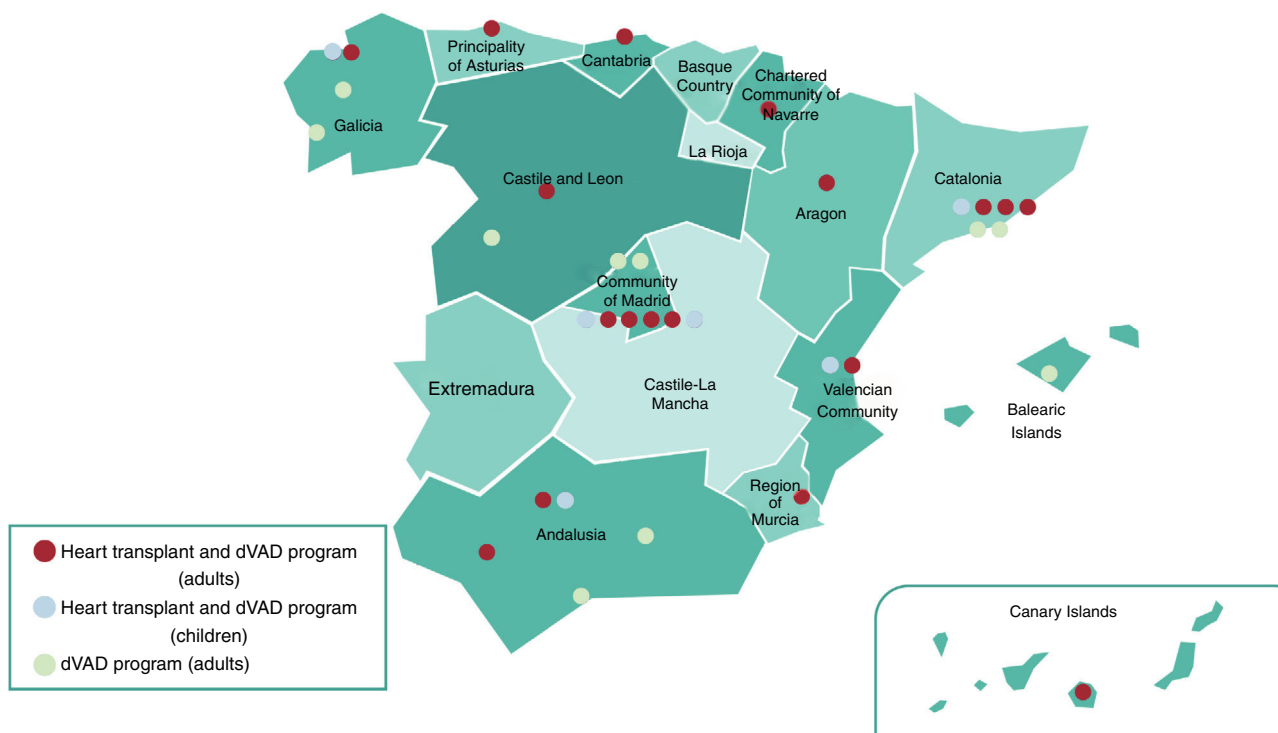 Principality
of Asturias
Cantabria
Basque
Country
Chartered
Community of
Navarre
Galicia
La Rioja
Castile and Leon
Catalonia
Aragon
Community
of Madrid
Extremadura
Castile-La
Mancha
Valencian
Community
Balearic
Islands
Region
of
Murcia
Andalusia
Heart transplant and dVAD program
(adults)
Heart transplant and dVAD program
(children)
dVAD program (adults)
Canary Islands